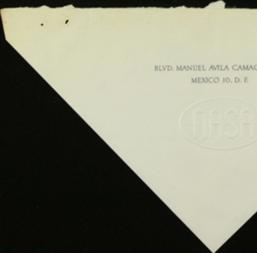 BLVD. MANUEL AVILA CAMAC
MEXICO 10, D. F.